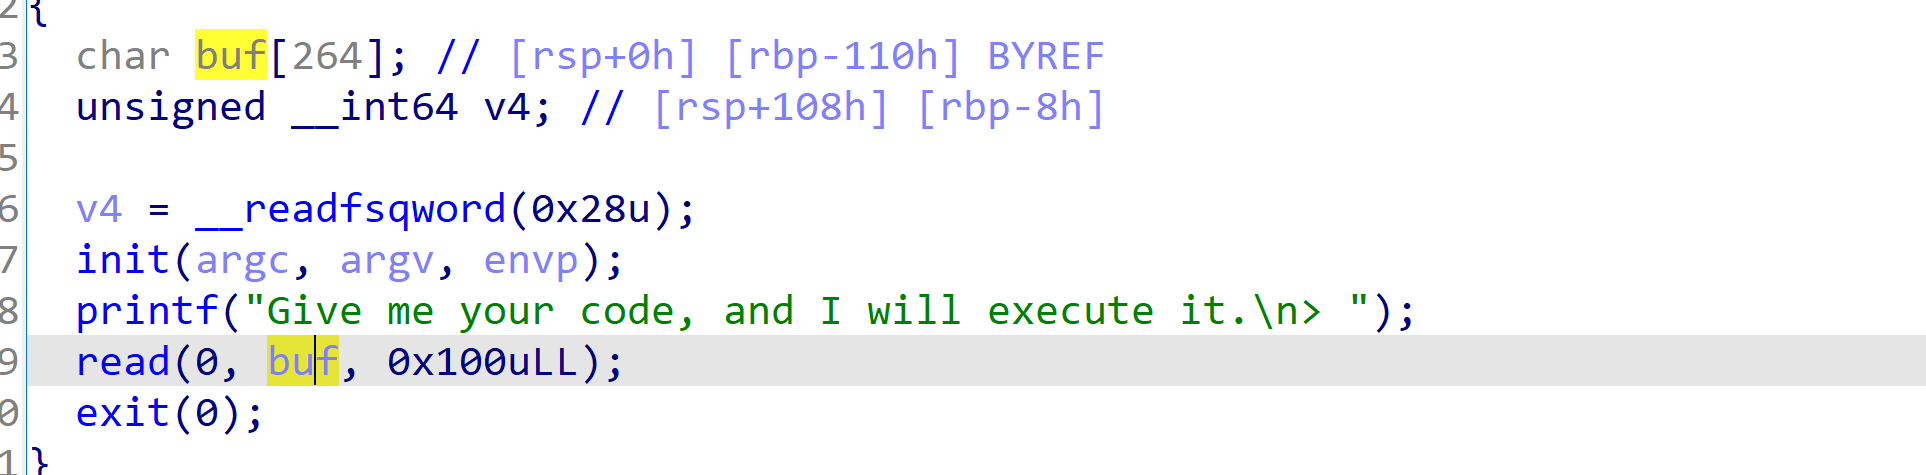 2 {
3 char buf[264]; // [rsp+0h] [rbp-110h] BYREF
4 unsigned __int64 v4; // [rsp+108h] [rbp-8h]
5
6 v4 = __readfsqword(0x28u);
7 init(argc, argv, envp);
8 printf("Give me your code, and I will execute it.\n> ");
9 read(0, buf, 0x100uLL);
0 exit(0);
1 }